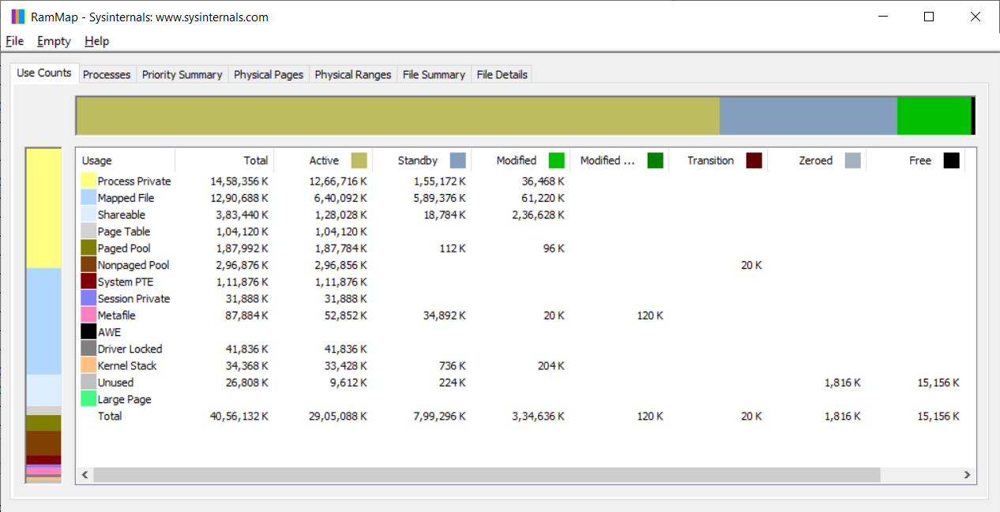 RamMap - Sysinternals: www.sysinternals.com
File Empty Help
Use Counts Processes Priority Summary Physical Pages Physical Ranges File Summary File Details
Usage Total Active Standby Modified Modified ... Transition Zeroed Free
Process Private 14,58,356 K 12,66,716 K 1,55,172 K 36,468 K
Mapped File 12,90,688 K 6,40,092 K 5,89,376 K 61,220 K
Shareable 3,83,440 K 1,28,028 K 18,784 K 2,36,628 K
Page Table 1,04,120 K 1,04,120 K
Paged Pool 1,87,992 K 1,87,784 K 112 K 96 K
Nonpaged Pool 2,96,876 K 2,96,856 K 20 K
System PTE 1,11,876 K 1,11,876 K
Session Private 31,888 K 31,888 K
Metafile 87,884 K 52,852 K 34,892 K 20 K 120 K
AWE
Driver Locked 41,836 K 41,836 K
Kernel Stack 34,368 K 33,428 K 736 K 204 K
Unused 26,808 K 9,612 K 224 K 1,816 K 15,156 K
Large Page
Total 40,56,132 K 29,05,088 K 7,99,296 K 3,34,636 K 120 K 20 K 1,816 K 15,156 K